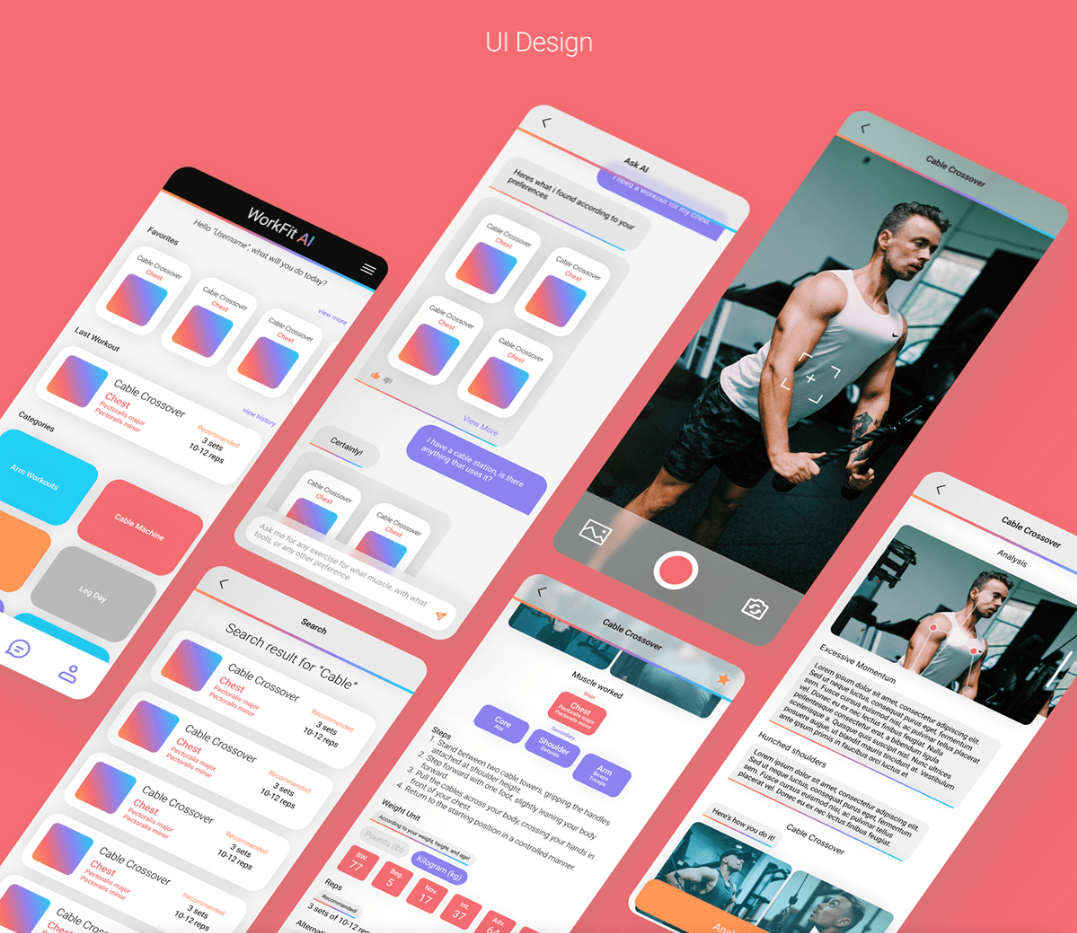 UI Design
WorkFit AI
Hello "Username", what will you do today?
Favorites
view more
Cable Crossover
Chest
Cable Crossover
Chest
Cable Crossover
Chest
Last Workout
view history
Cable Crossover
Chest
Pectoralis major
Pectoralis minor
Recommended
3 sets
10-12 reps
Categories
Arm Workouts
Cable Machine
Leg Day
Ask AI
I need a workout for my chest
Heres what i found according to your
preferences
Cable Crossover
Chest
Cable Crossover
Chest
Cable Crossover
Chest
Cable Crossover
Chest
View More
I have a cable station, is there
anything that uses it?
Certainly!
Cable Crossover
Chest
Cable Crossover
Chest
Ask me for any exercise for what muscle, with what
tools, or any other preference
Cable Crossover
Search
Search result for "Cable"
Cable Crossover
Chest
Pectoralis major
Pectoralis minor
Recommended
3 sets
10-12 reps
Cable Crossover
Chest
Pectoralis major
Pectoralis minor
Recommended
3 sets
10-12 reps
Cable Crossover
Chest
Pectoralis major
Pectoralis minor
Recommended
3 sets
10-12 reps
Cable Crossover
Chest
Pectoralis major
Pectoralis minor
Recommended
3 sets
10-12 reps
Cable Crossover
Chest
Recommended
3 sets
Cable Crossover
Muscle worked
Main
Chest
Pectoralis major
Pectoralis minor
Secondary
Core
Abs
Shoulder
Deltoids
Arm
Biceps
Triceps
Steps
1. Stand between two cable towers, gripping the handles
attached at shoulder height.
2. Step forward with one foot, slightly leaning your body
forward.
3. Pull the cables across your body, crossing your hands in
front of your chest.
4. Return to the starting position in a controlled manner.
Weight Unit
According to your weight, height, and age!
Pounds (lb)
Kilogram (kg)
BW.
77
Beg.
5
Nov.
17
Int.
37
Adv.
64
Reps
Recommended!
3 sets of 10-12 rep
Cable Crossover
Analysis
Excessive Momentum
Lorem ipsum dolor sit amet, consectetur adipiscing elit.
Sed ut neque luctus, consequat purus eget, fermentum
sem. Fusce cursus euismod nisi, ac pulvinar tellus
vel. Donec eu ex nec lectus finibus feugiat. Nulla
pellentesque consectetur erat, a bibendum ligula
scelerisque a. Quisque quis suscipit nisl. Nunc ultrices
posuere augue, ut blandit mauris tincidunt at. Vestibulum
ante ipsum primis in faucibus orci luctus et
Hunched shoulders
Lorem ipsum dolor sit amet, consectetur adipiscing elit.
Sed ut neque luctus, consequat purus eget, fermentum
sem. Fusce cursus euismod nisi, ac pulvinar tellus
vel. Donec eu ex nec lectus finibus feugiat.
Here's how you do it!
Cable Crossover